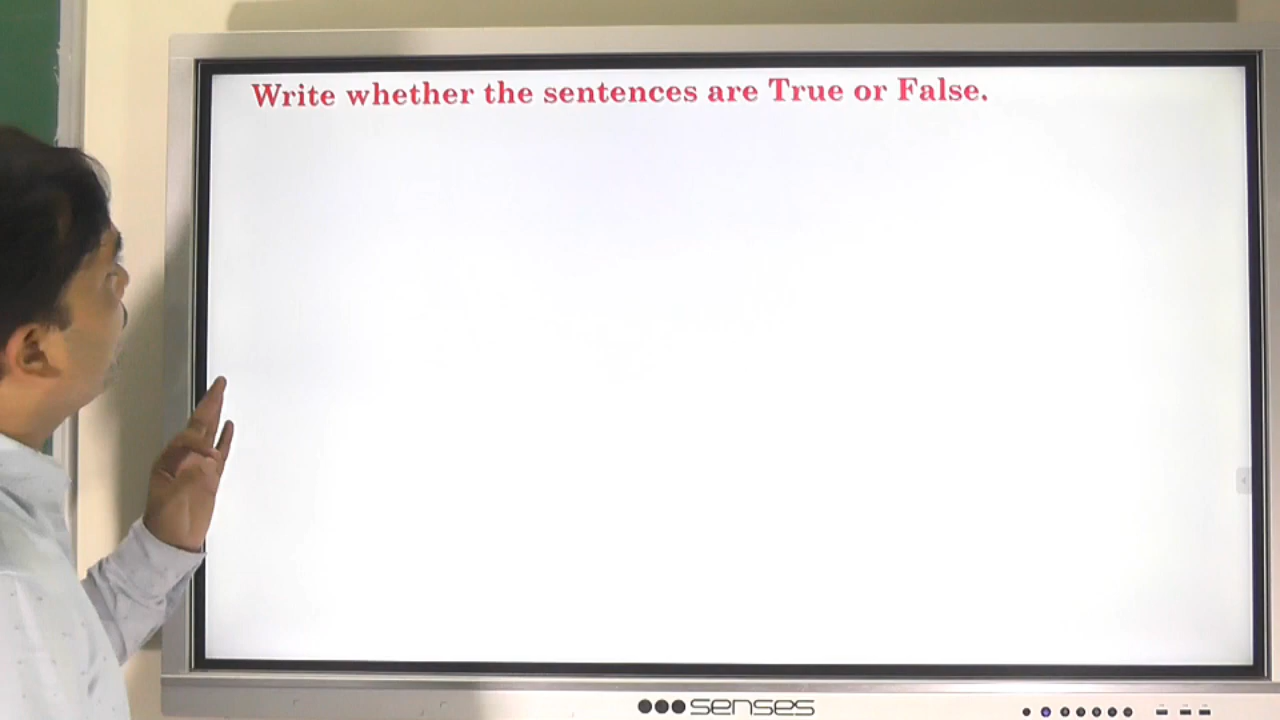 Write whether the sentences are True or False.
senses